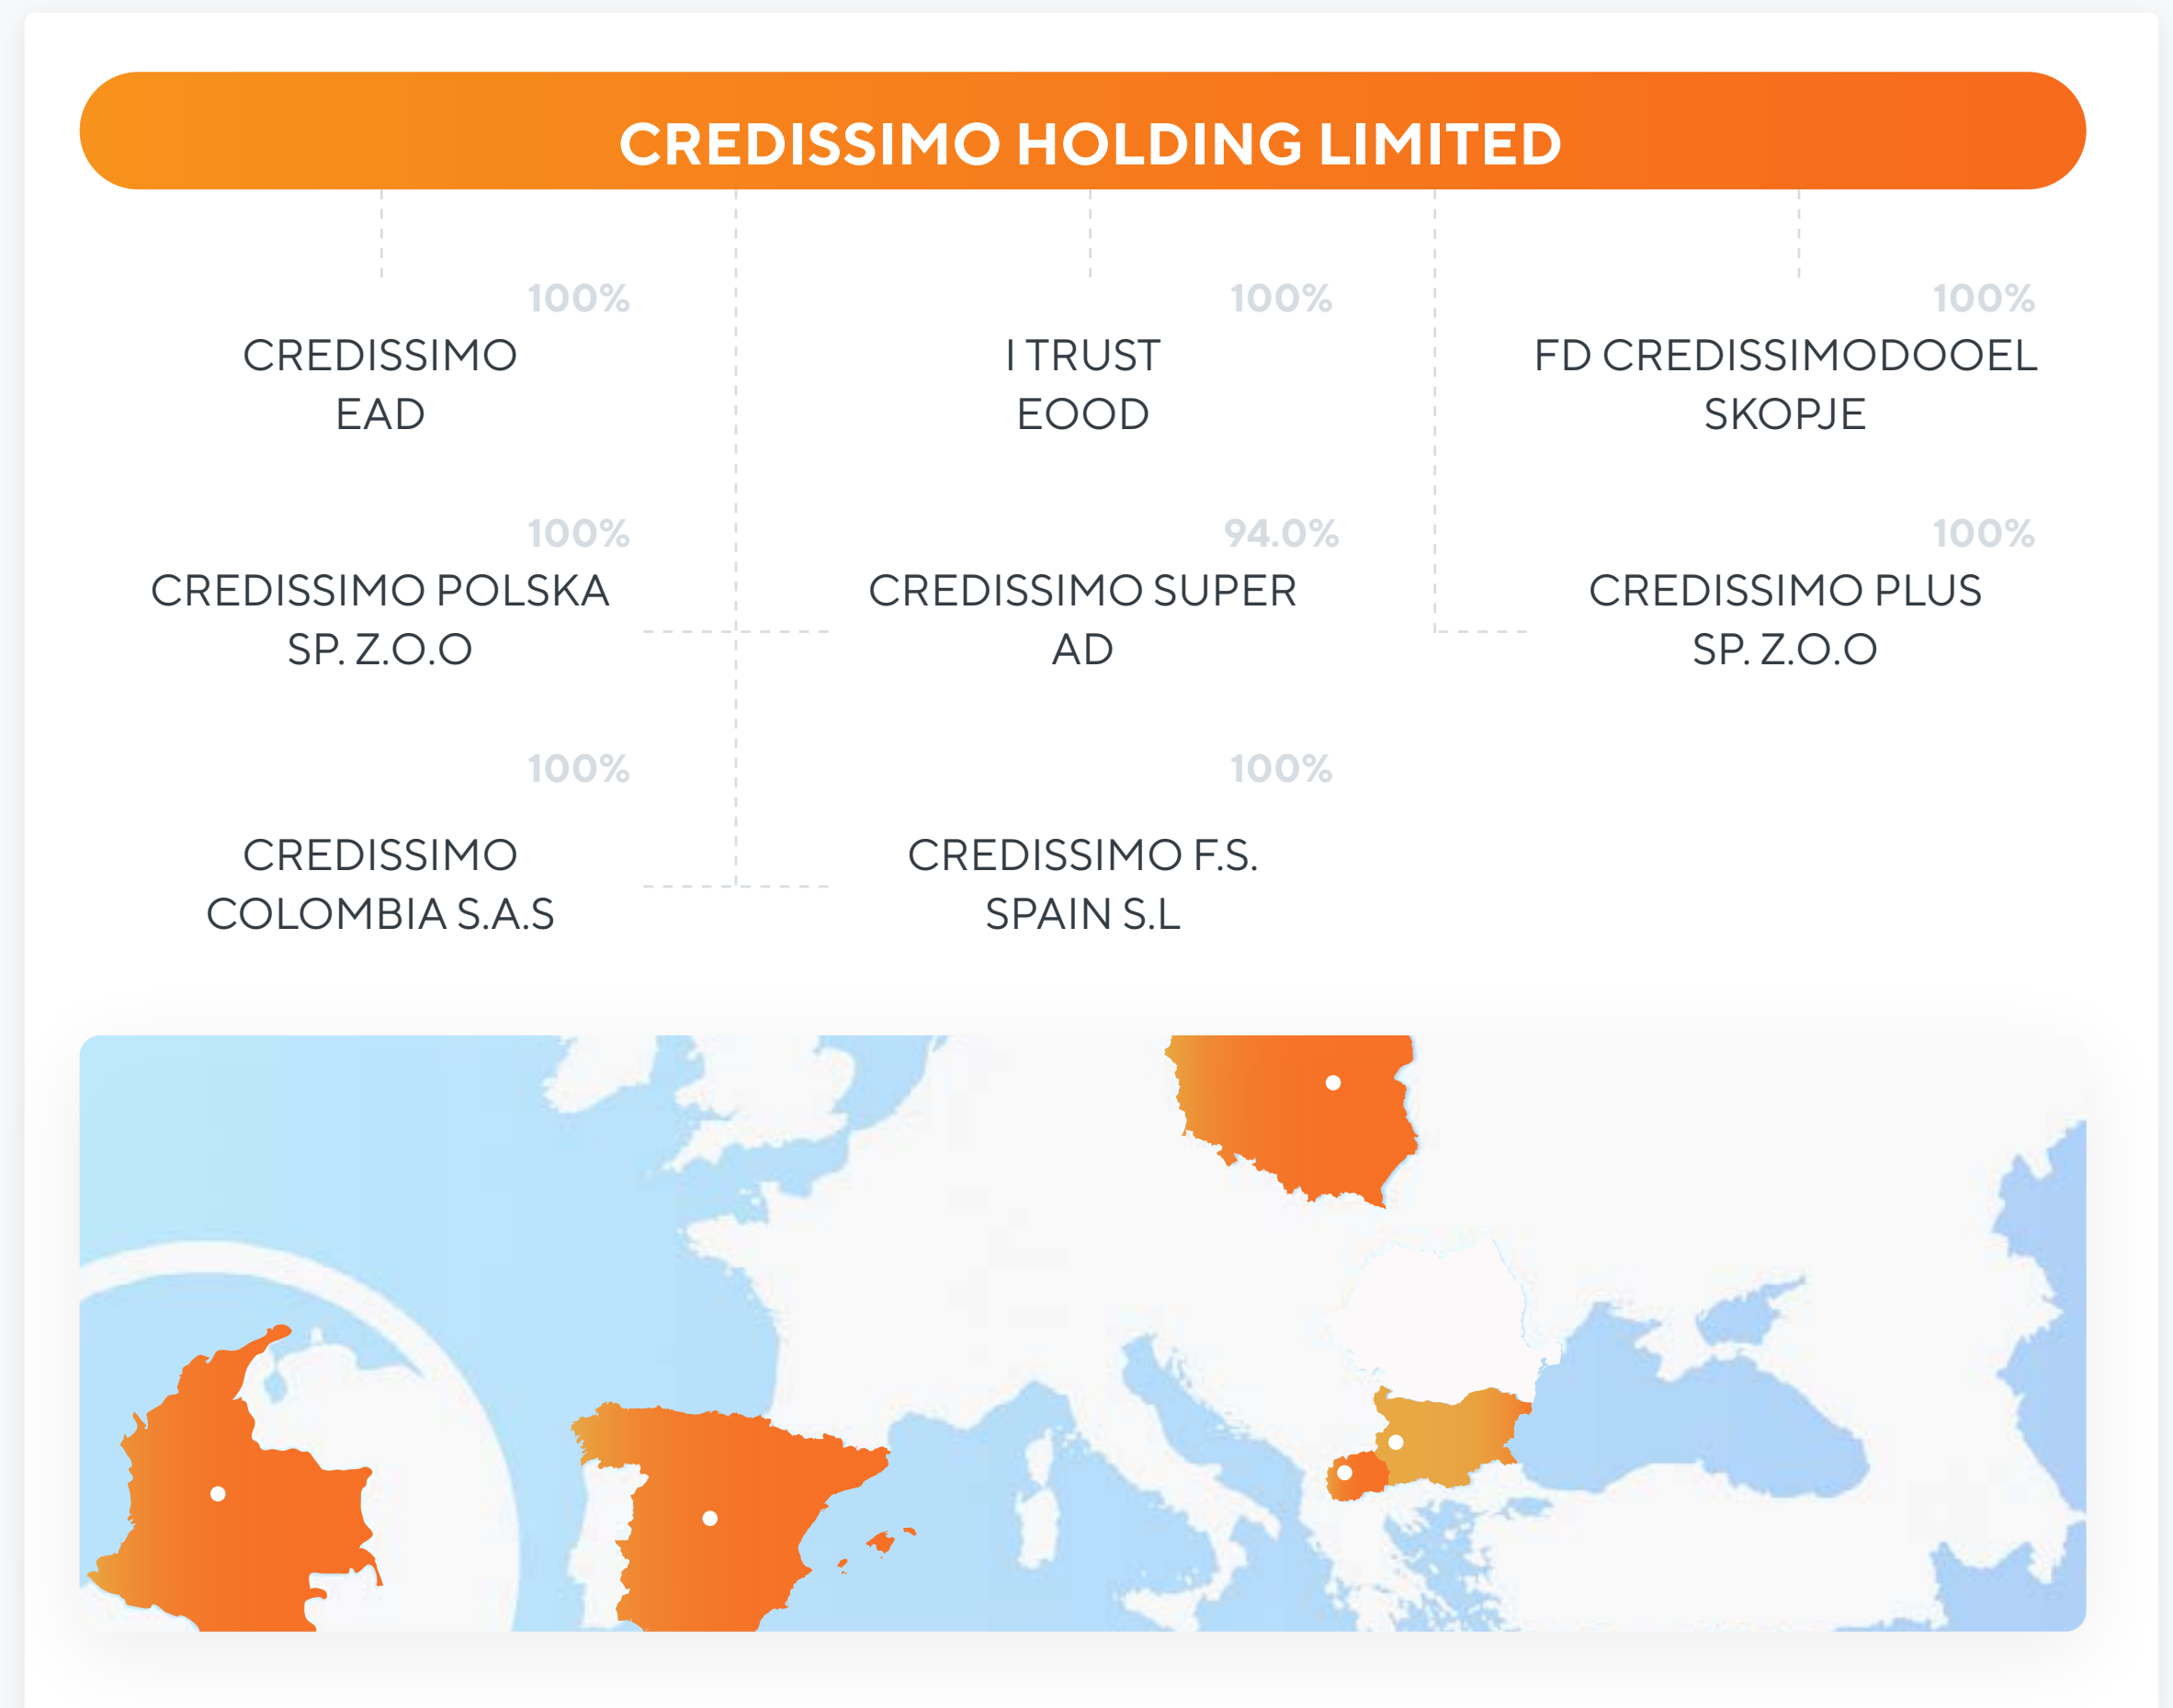 CREDISSIMO HOLDING LIMITED
100%
CREDISSIMO
EAD
100%
I TRUST
EOOD
100%
FD CREDISSIMODOOEL
SKOPJE
100%
CREDISSIMO POLSKA
SP. Z.O.O
94.0%
CREDISSIMO SUPER
AD
100%
CREDISSIMO PLUS
SP. Z.O.O
100%
CREDISSIMO
COLOMBIA S.A.S
100%
CREDISSIMO F.S.
SPAIN S.L